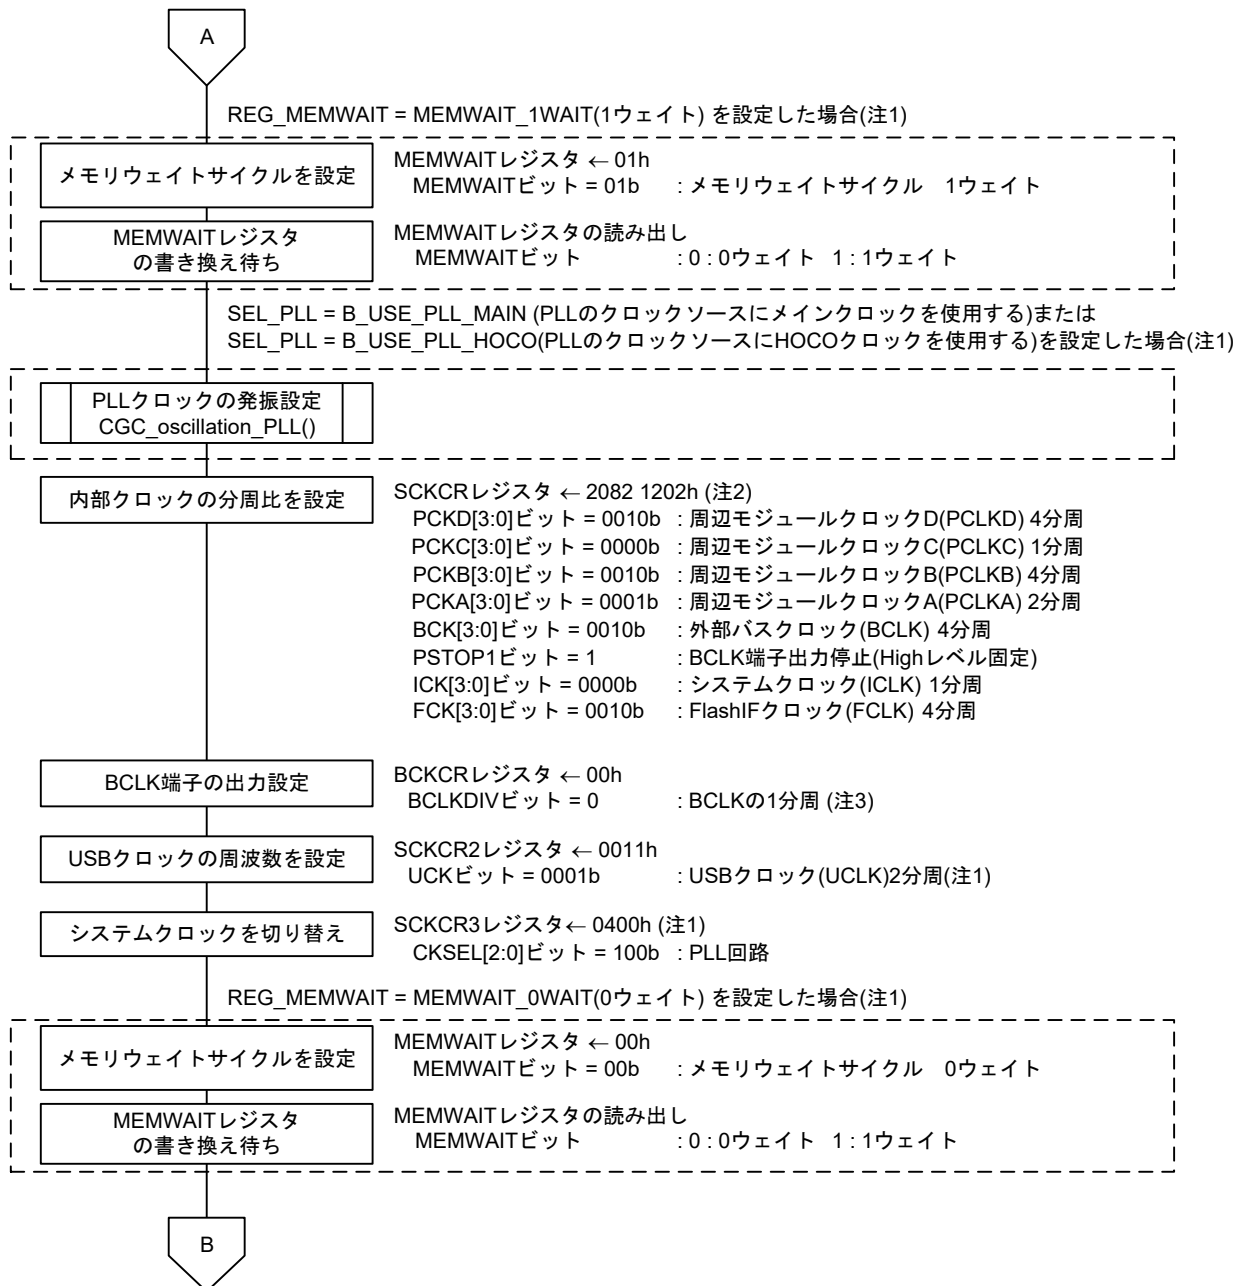 A
REG_MEMWAIT = MEMWAIT_1WAIT(1ウェイト) を設定した場合(注1)
メモリウェイトサイクルを設定
MEMWAITレジスタ ← 01h
MEMWAITビット = 01b : メモリウェイトサイクル 1ウェイト
MEMWAITレジスタ
の書き換え待ち
MEMWAITレジスタの読み出し
MEMWAITビット : 0 : 0ウェイト 1 : 1ウェイト
SEL_PLL = B_USE_PLL_MAIN (PLLのクロックソースにメインクロックを使用する)または
SEL_PLL = B_USE_PLL_HOCO(PLLのクロックソースにHOCOクロックを使用する)を設定した場合(注1)
PLLクロックの発振設定
CGC_oscillation_PLL()
内部クロックの分周比を設定
SCKCRレジスタ ← 2082 1202h (注2)
PCKD[3:0]ビット = 0010b : 周辺モジュールクロックD(PCLKD) 4分周
PCKC[3:0]ビット = 0000b : 周辺モジュールクロックC(PCLKC) 1分周
PCKB[3:0]ビット = 0010b : 周辺モジュールクロックB(PCLKB) 4分周
PCKA[3:0]ビット = 0001b : 周辺モジュールクロックA(PCLKA) 2分周
BCK[3:0]ビット = 0010b : 外部バスクロック(BCLK) 4分周
PSTOP1ビット = 1 : BCLK端子出力停止(Highレベル固定)
ICK[3:0]ビット = 0000b : システムクロック(ICLK) 1分周
FCK[3:0]ビット = 0010b : FlashIFクロック(FCLK) 4分周
BCLK端子の出力設定
BCKCRレジスタ ← 00h
BCLKDIVビット = 0 : BCLKの1分周 (注3)
USBクロックの周波数を設定
SCKCR2レジスタ ← 0011h
UCKビット = 0001b : USBクロック(UCLK)2分周(注1)
システムクロックを切り替え
SCKCR3レジスタ← 0400h (注1)
CKSEL[2:0]ビット = 100b : PLL回路
REG_MEMWAIT = MEMWAIT_0WAIT(0ウェイト) を設定した場合(注1)
メモリウェイトサイクルを設定
MEMWAITレジスタ ← 00h
MEMWAITビット = 00b : メモリウェイトサイクル 0ウェイト
MEMWAITレジスタ
の書き換え待ち
MEMWAITレジスタの読み出し
MEMWAITビット : 0 : 0ウェイト 1 : 1ウェイト
B